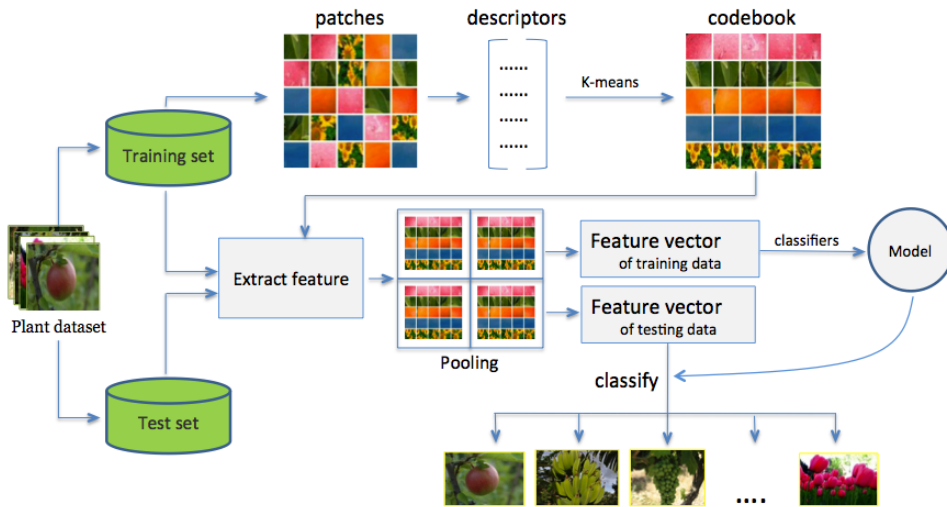 patches
descriptors
codebook
......
......
......
......
K-means
Training set
Extract feature
Feature vector
of training data
classifiers
Model
Plant dataset
Feature vector
of testing data
Pooling
classify
Test set
....